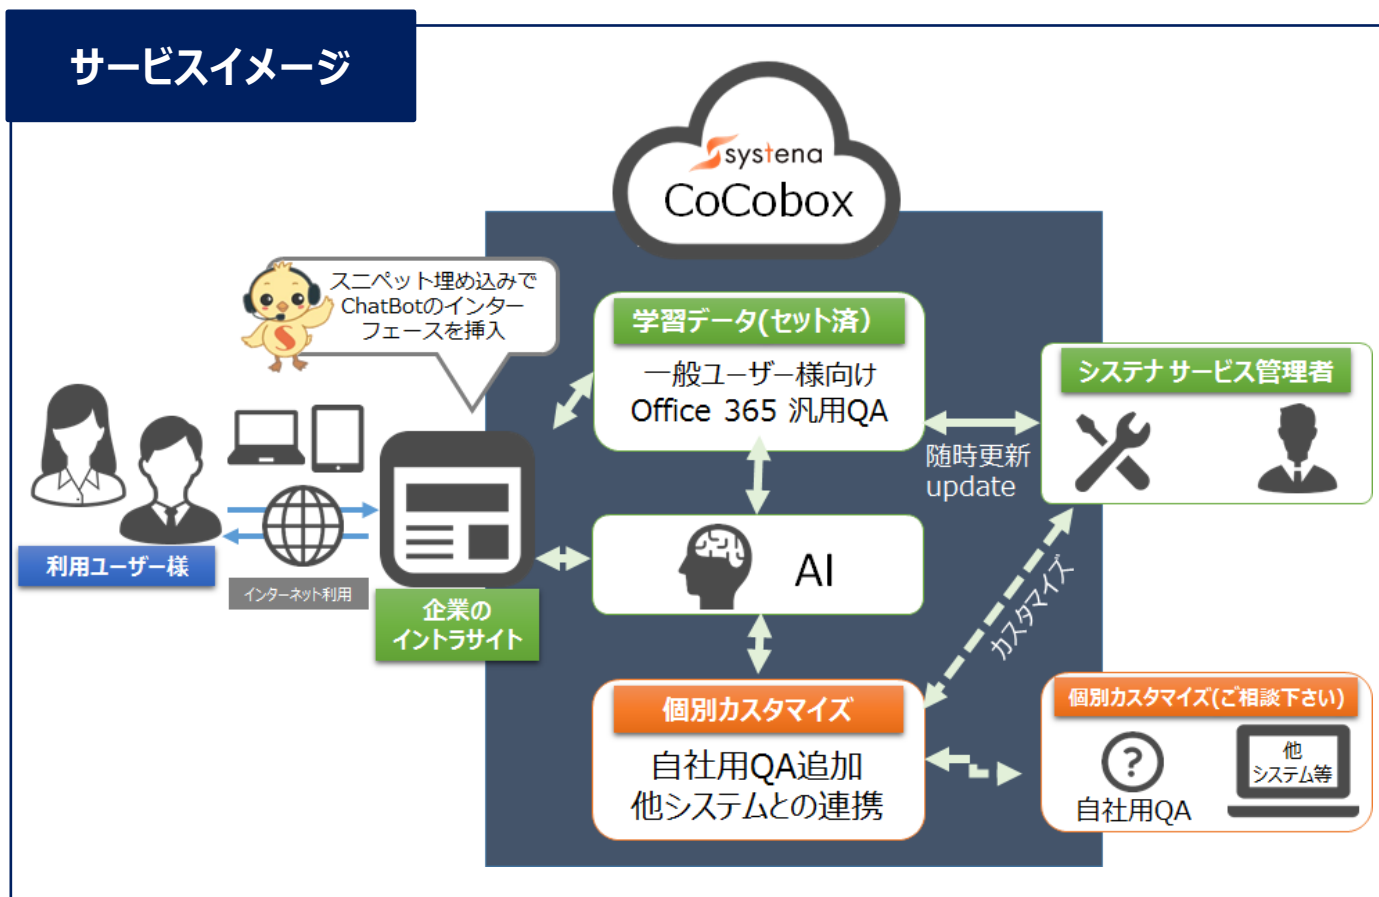 サービスイメージ
systena
CoCobox
スニペット埋め込みで
ChatBotのインター
フェースを挿入
S
学習データ(セット済)
一般ユーザー様向け
Office 365 汎用QA
システナ サービス管理者
随時更新
update
利用ユーザー様
インターネット利用
企業の
イントラサイト
AI
カスタマイズ
個別カスタマイズ
自社用QA追加
他システムとの連携
個別カスタマイズ(ご相談下さい)
?
自社用QA
他
システム等